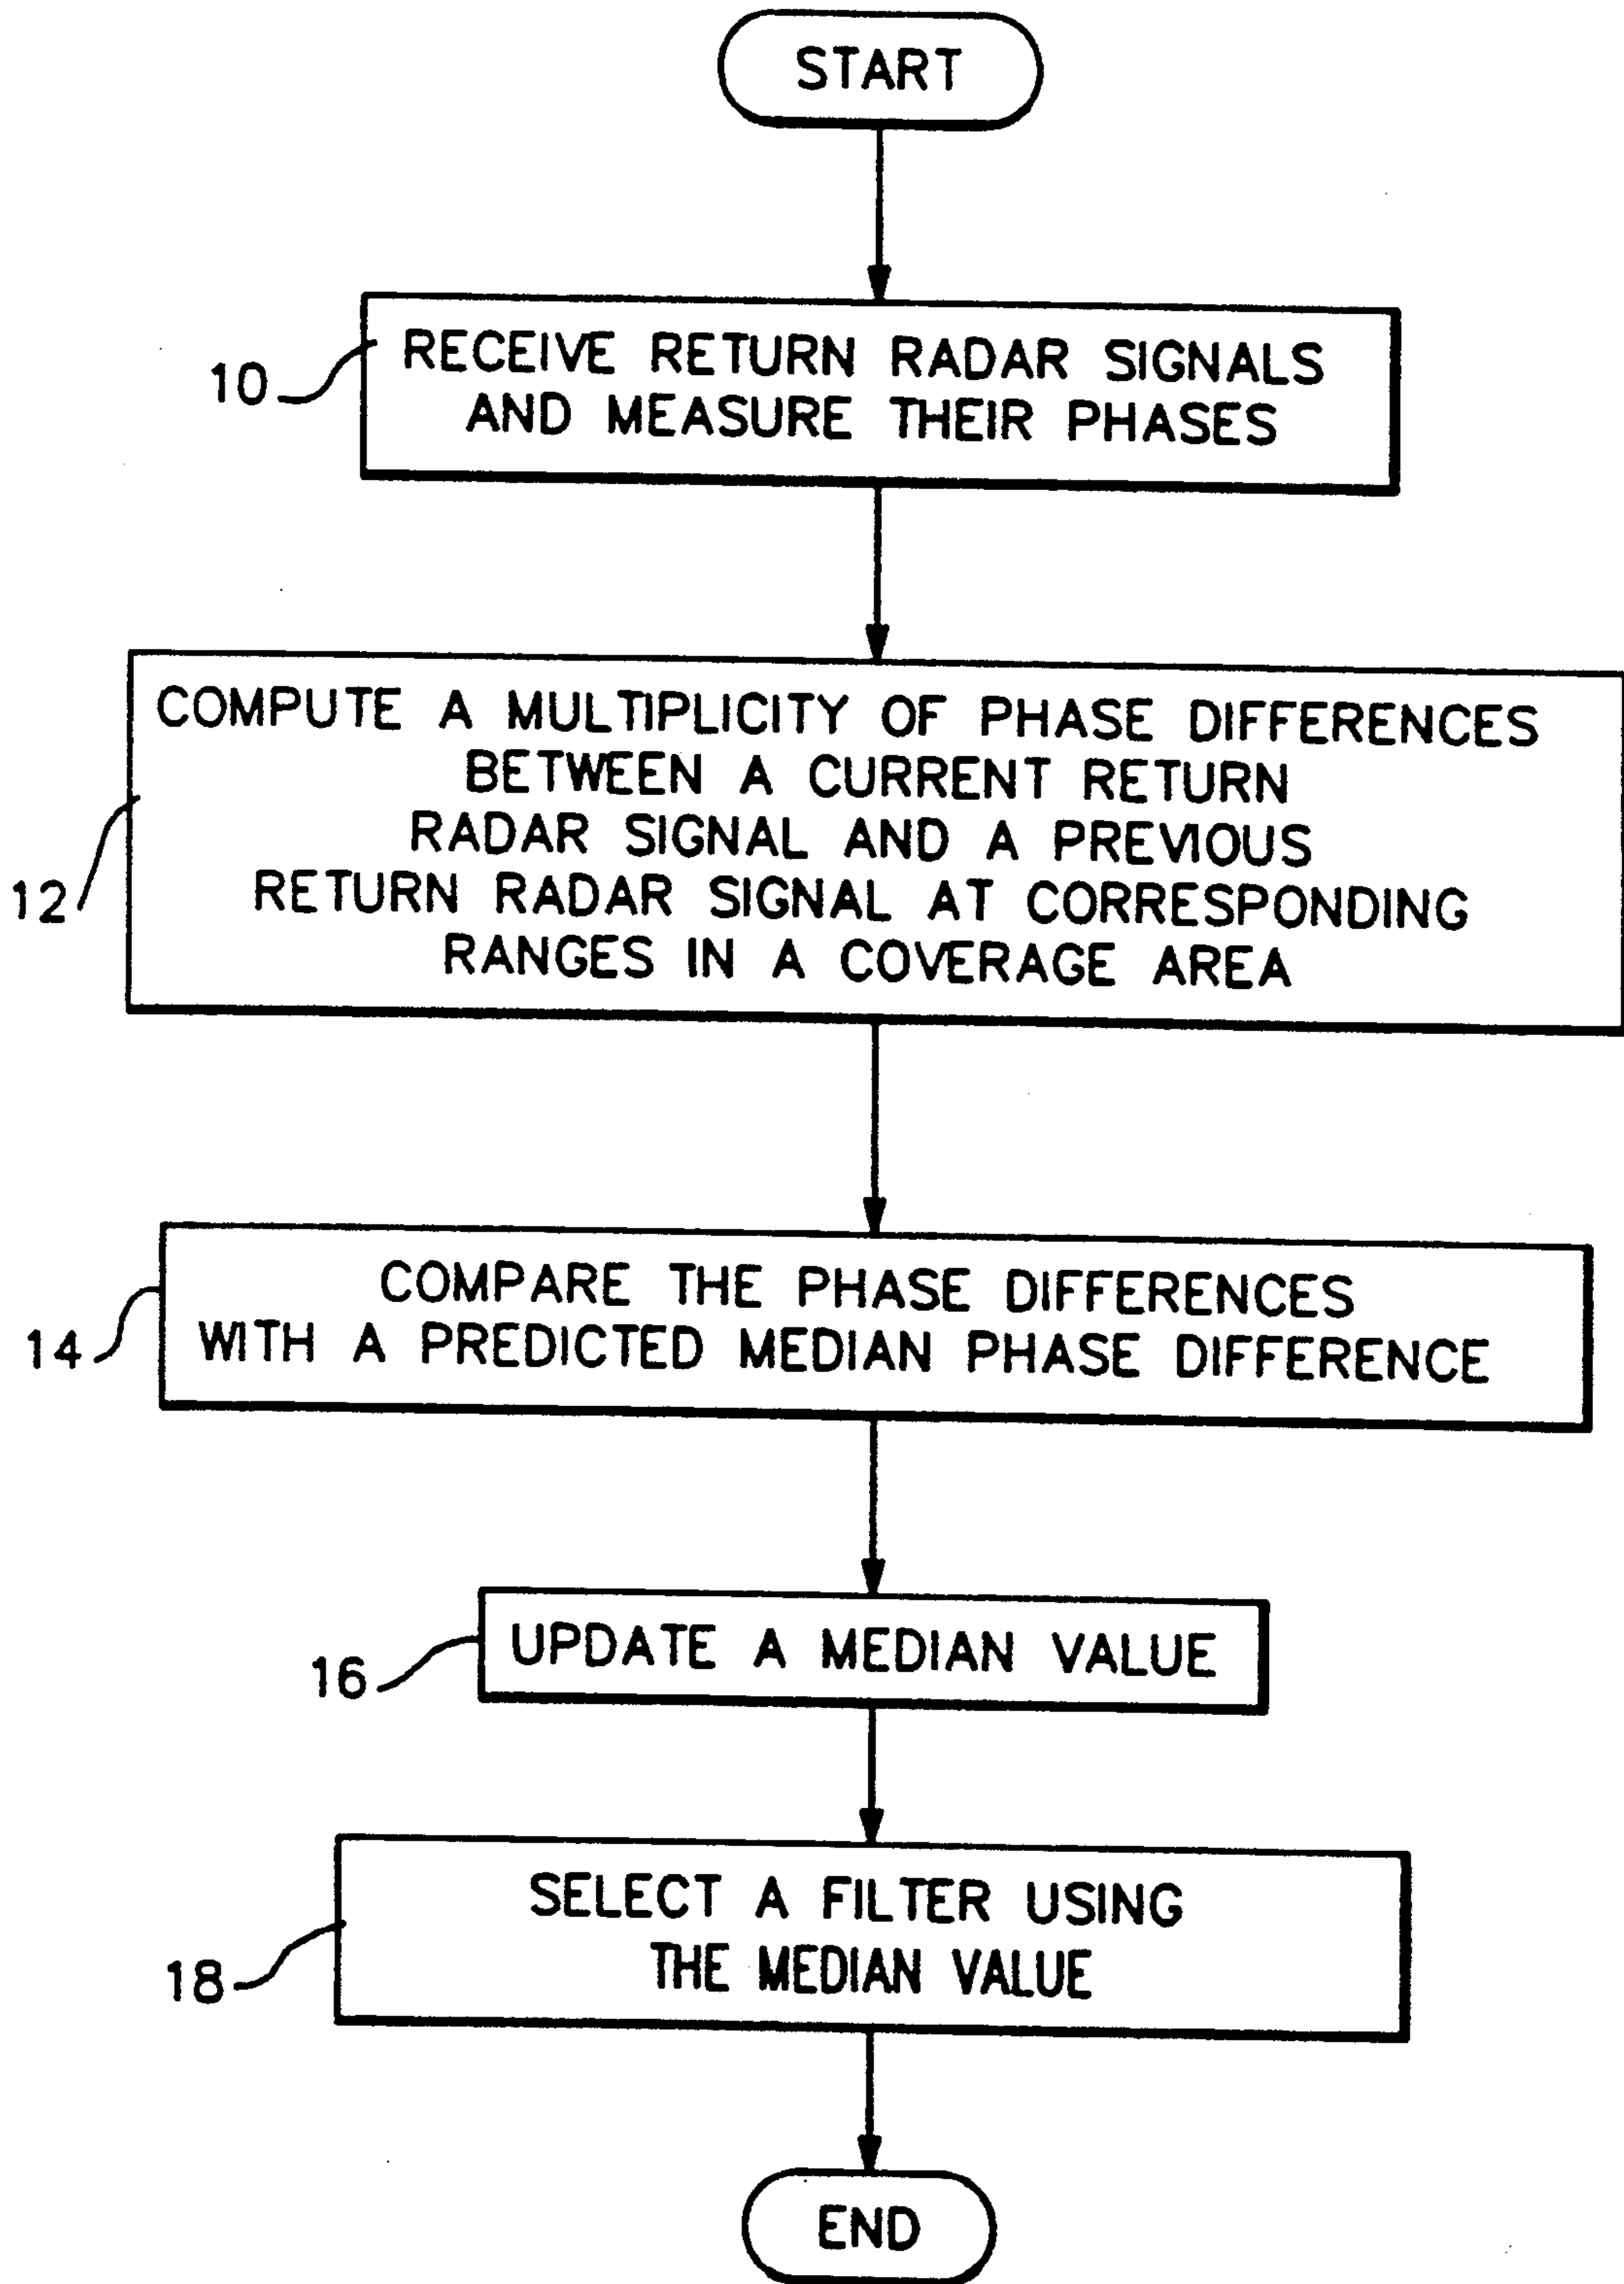 START
10
RECEIVE RETURN RADAR SIGNALS
AND MEASURE THEIR PHASES
12
COMPUTE A MULTIPLICITY OF PHASE DIFFERENCES
BETWEEN A CURRENT RETURN
RADAR SIGNAL AND A PREVIOUS
RETURN RADAR SIGNAL AT CORRESPONDING
RANGES IN A COVERAGE AREA
14
COMPARE THE PHASE DIFFERENCES
WITH A PREDICTED MEDIAN PHASE DIFFERENCE
16
UPDATE A MEDIAN VALUE
18
SELECT A FILTER USING
THE MEDIAN VALUE
END